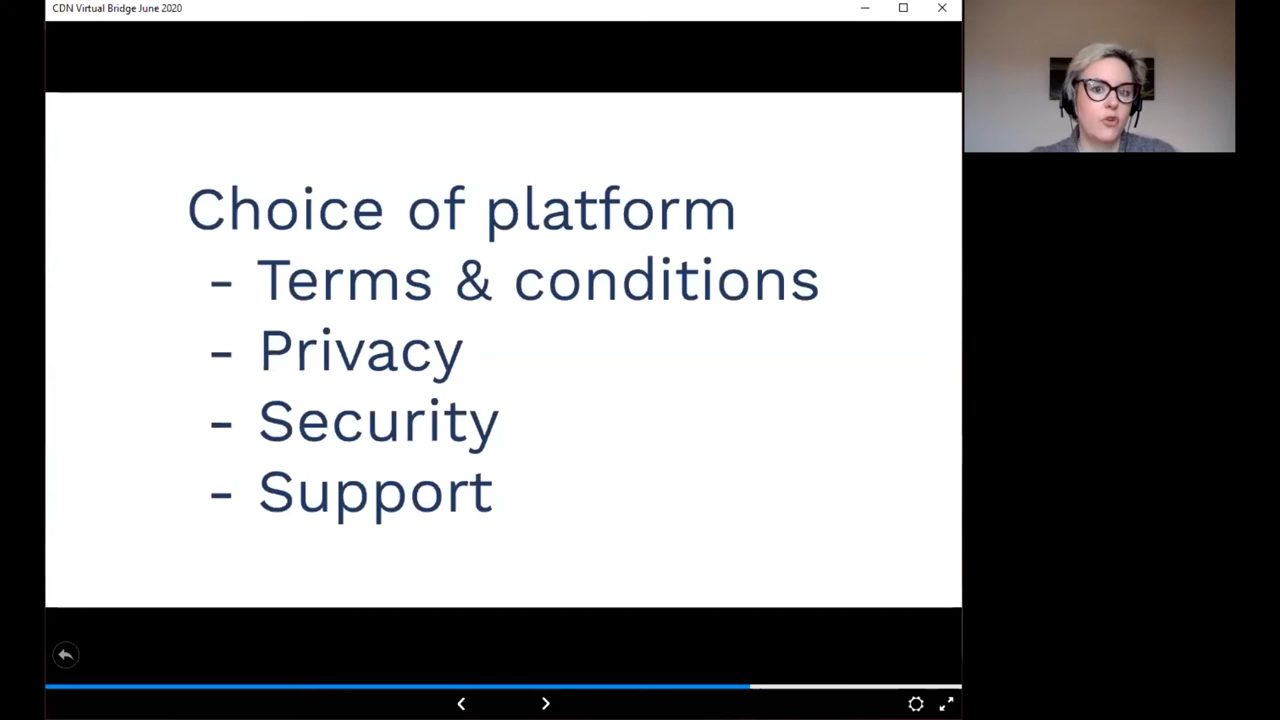 CDN Virtual Bridge June 2020
Choice of platform
- Terms & conditions
- Privacy
- Security
- Support